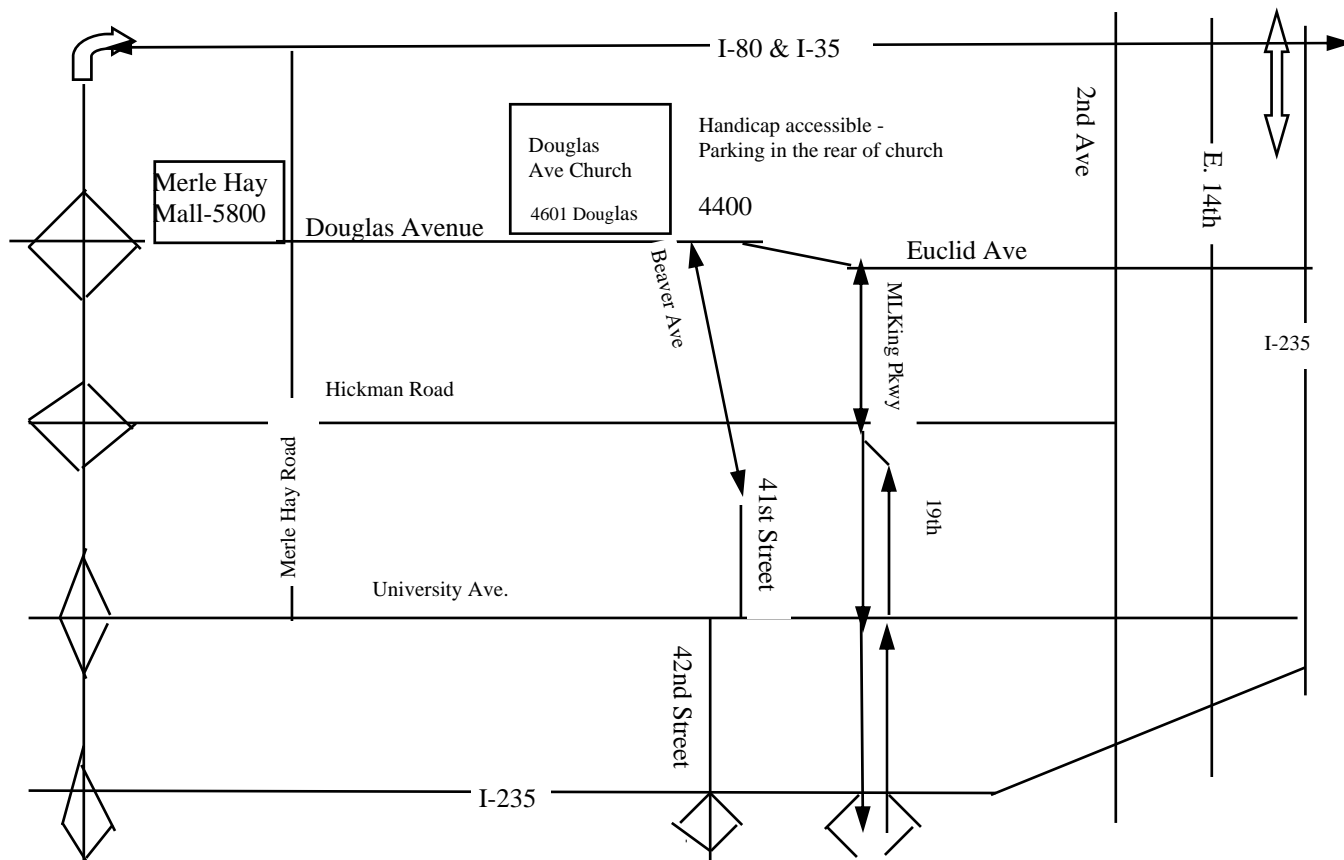 I-80 & I-35
2nd Ave
Handicap accessible -
Parking in the rear of church
Douglas
Ave Church
4601 Douglas
E. 14th
Merle Hay
Mall-5800
4400
Douglas Avenue
Euclid Ave
Beaver Ave
MLKing Pkwy
I-235
Hickman Road
Merle Hay Road
41st Street
19th
University Ave.
42nd Street
I-235